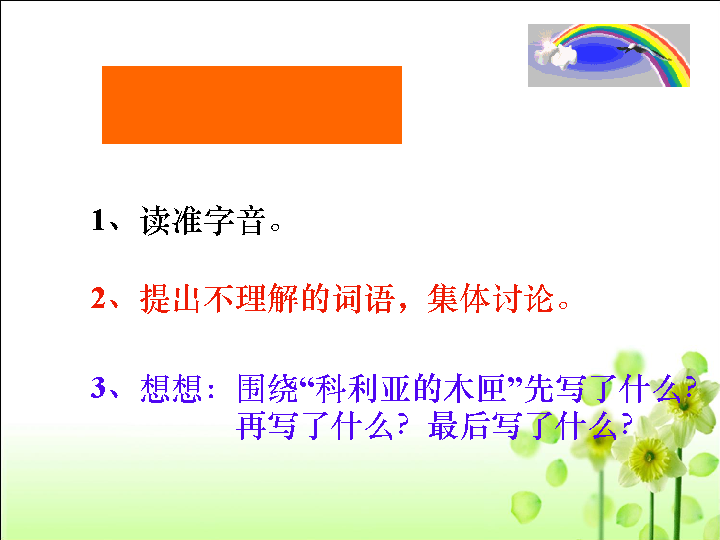 1、读准字音。
2、提出不理解的词语，集体讨论。
3、想想：围绕“科利亚的木匣”先写了什么？
再写了什么？最后写了什么？